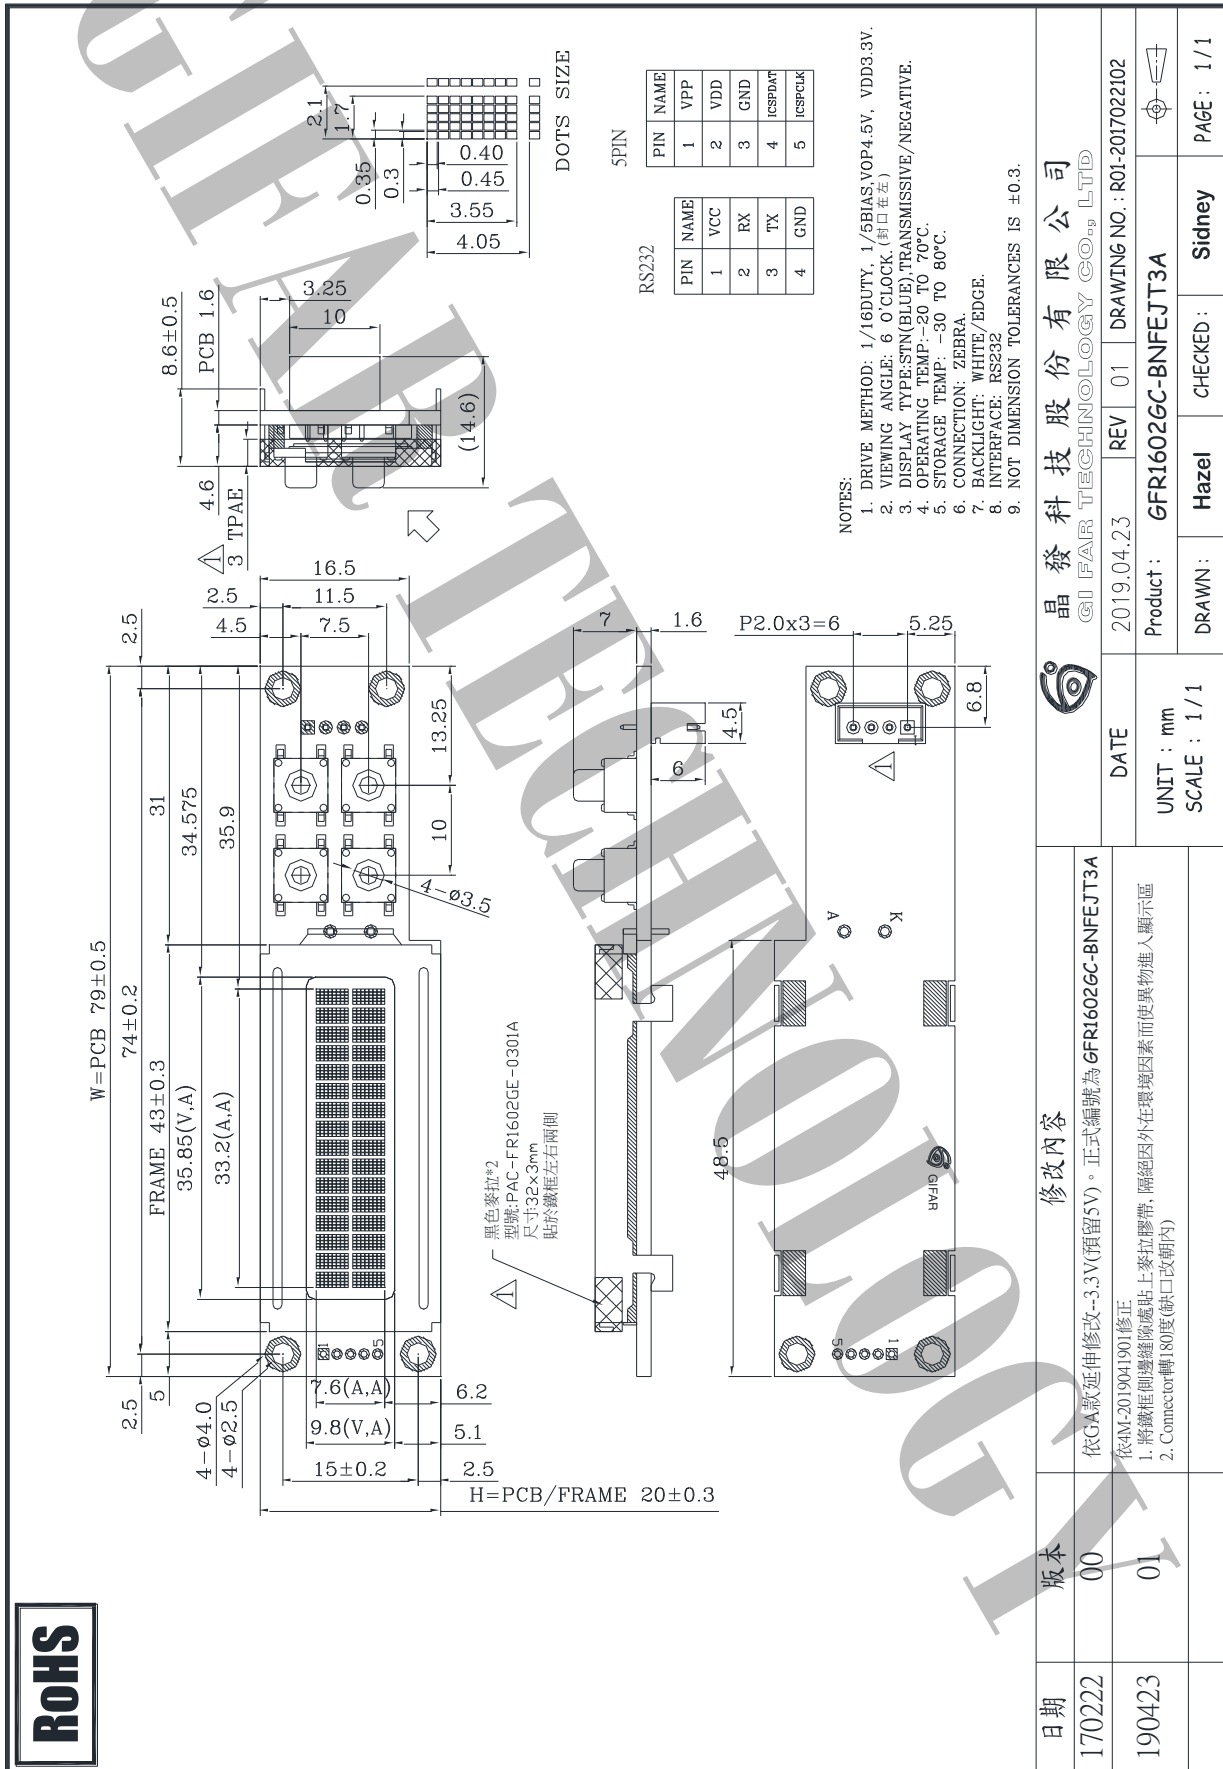 RoHS
GIFAR TECHNOLOGY
W=PCB 79±0.5
74±0.2
2.5
FRAME 43±0.3
31
5
2.5
35.85(V,A)
34.575
33.2(A,A)
35.9
4-ø4.0
4-ø2.5
7.6(A,A)
6.2
9.8(V,A)
5.1
15±0.2
2.5
H=PCB/FRAME 20±0.3
1
5
4-ø3.5
13.25
10
4.5
7.5
2.5
11.5
16.5
8.6±0.5
PCB 1.6
4.6
1
3 TPAE
3.25
10
(14.6)
2.1
1.7
0.35
0.3
0.40
0.45
3.55
4.05
DOTS SIZE
7
1.6
4.5
6
黑色麥拉*2
型號:PAC-FR1602GE-0301A
尺寸:32x3mm
貼於鐵框左右兩側
1
P2.0x3=6
5.25
6.8
1
48.5
A
K
GIFAR
5
1
RS232
PIN NAME
1 VCC
2 RX
3 TX
4 GND
5PIN
PIN NAME
1 VPP
2 VDD
3 GND
4 ICSPDAT
5 ICSPCLK
NOTES:
1. DRIVE METHOD: 1/16DUTY, 1/5BIAS,VOP4.5V, VDD3.3V.
2. VIEWING ANGLE: 6 O'CLOCK.(封口在左)
3. DISPLAY TYPE:STN(BLUE),TRANSMISSIVE/NEGATIVE.
4. OPERATING TEMP:-20 TO 70°C.
5. STORAGE TEMP: -30 TO 80°C.
6. CONNECTION: ZEBRA.
7. BACKLIGHT: WHITE/EDGE.
8. INTERFACE: RS232
9. NOT DIMENSION TOLERANCES IS ±0.3.
日期 版本 修改內容
170222 00 依GA款延伸修改--3.3V(預留5V)。正式編號為GFR1602GC-BNFEJJT3A
190423 01 依4M-2019041901修正
1. 將鐵框側邊縫隙處貼上麥拉膠帶, 隔絕因外在環境因素而使異物進入顯示區
2. Connector轉180度(缺口改朝內)
晶發科技股份有限公司
GI FAR TECHNOLOGY CO., LTD
DATE 2019.04.23 REV 01 DRAWING NO.: R01-2017022102
UNIT : mm
SCALE : 1/1
Product : GFR1602GC-BNFEJJT3A
DRAWN : Hazel CHECKED : Sidney PAGE : 1/1